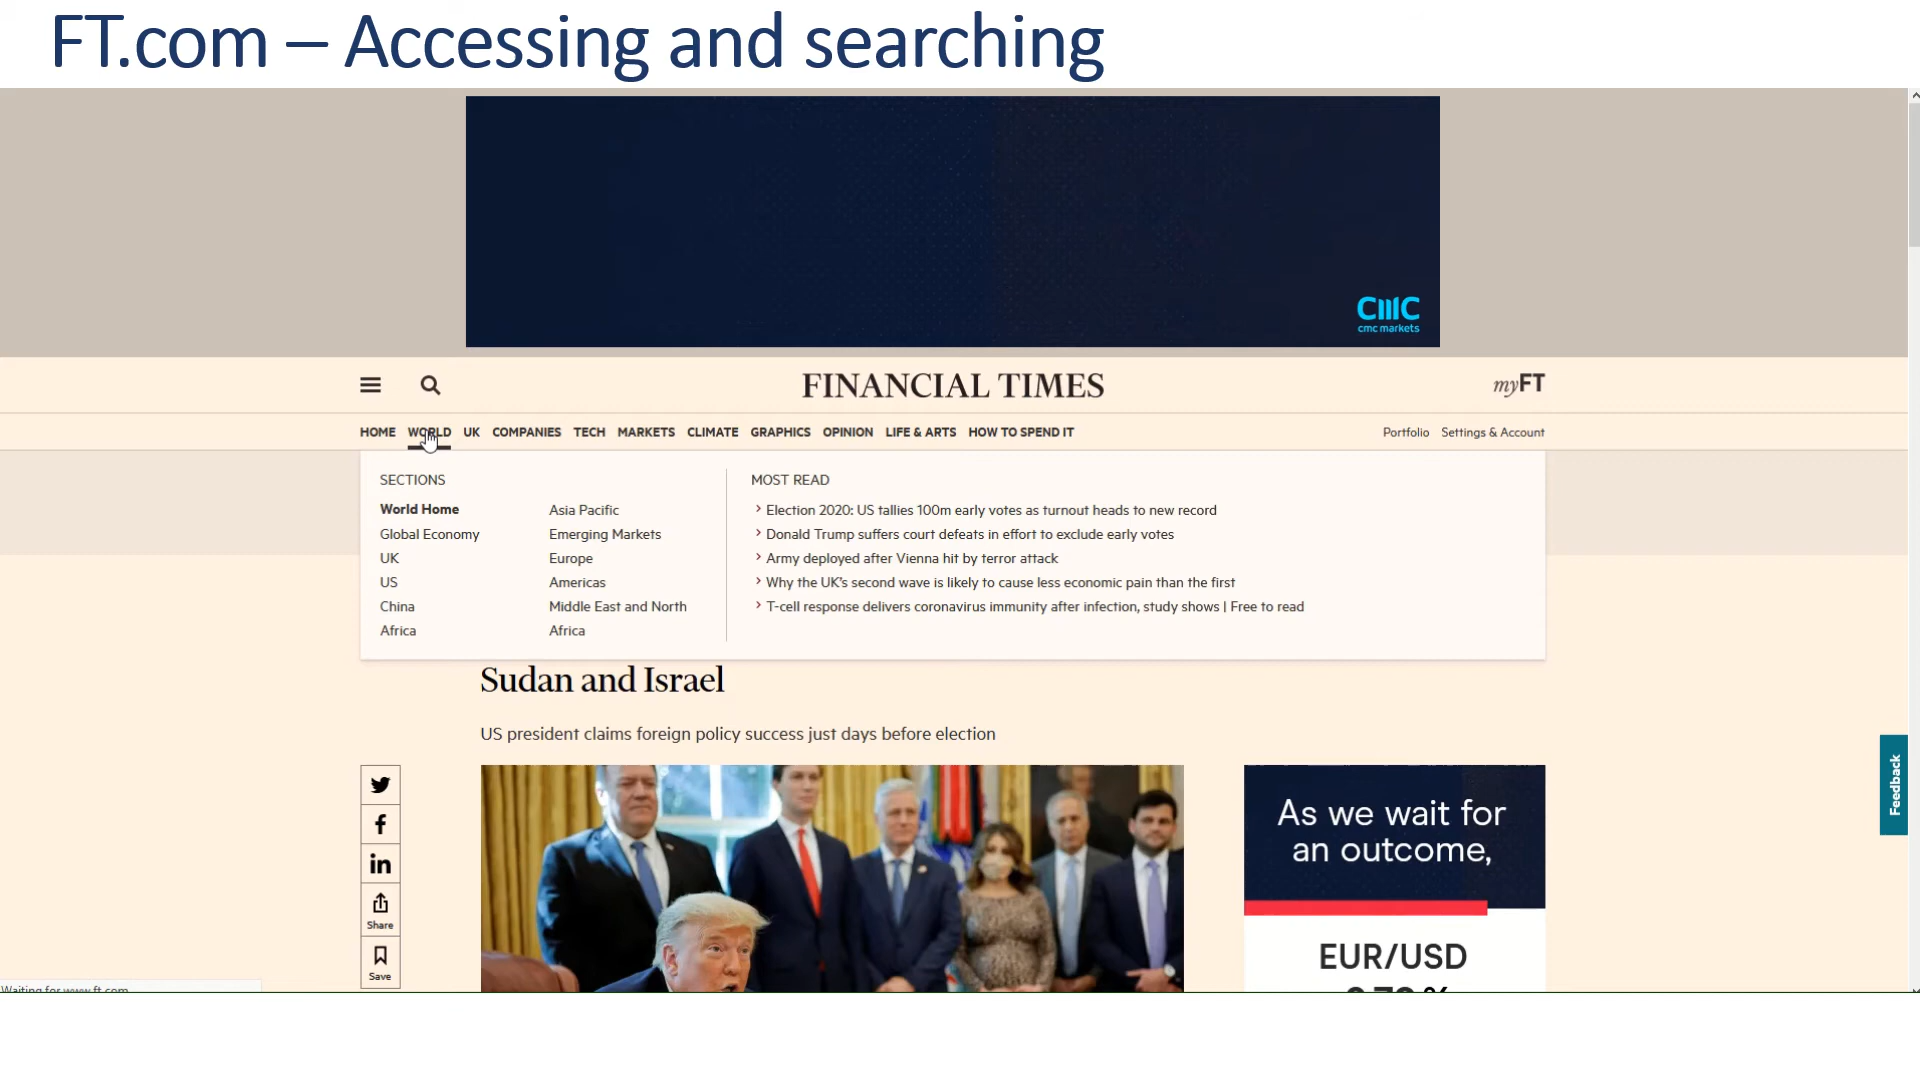 FT.com – Accessing and searching
CMC
cmc markets
FINANCIAL TIMES
myFT
HOME WORLD UK COMPANIES TECH MARKETS CLIMATE GRAPHICS OPINION LIFE & ARTS HOW TO SPEND IT
Portfolio Settings & Account
SECTIONS
World Home
Global Economy
UK
US
China
Africa
Asia Pacific
Emerging Markets
Europe
Americas
Middle East and North
Africa
MOST READ
Election 2020: US tallies 100m early votes as turnout heads to new record
Donald Trump suffers court defeats in effort to exclude early votes
Army deployed after Vienna hit by terror attack
Why the UK's second wave is likely to cause less economic pain than the first
T-cell response delivers coronavirus immunity after infection, study shows | Free to read
Sudan and Israel
US president claims foreign policy success just days before election
Share
Save
As we wait for
an outcome,
EUR/USD
Feedback
Waiting for www.ft.com